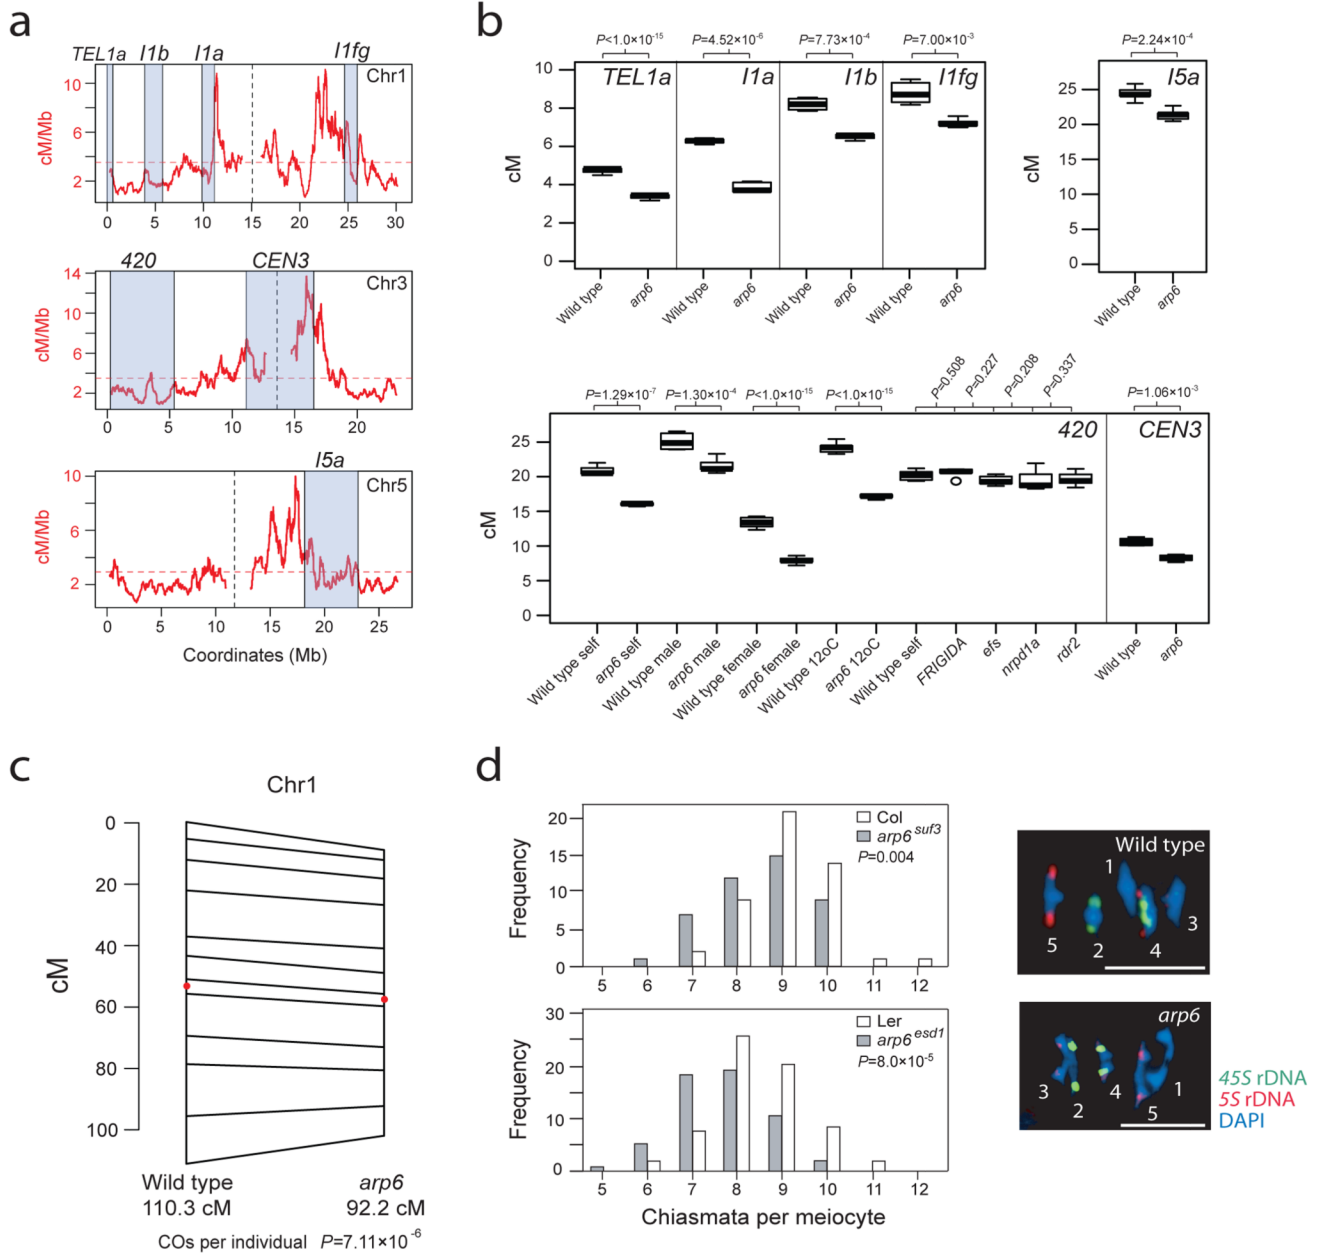 a
TEL1a I1b I1a I1fg
Chr1
cM/Mb
10
6
2
0 5 10 15 20 25 30
420 CEN3
Chr3
cM/Mb
14
10
6
2
0 5 10 15 20
I5a
Chr5
cM/Mb
10
6
2
0 5 10 15 20 25
Coordinates (Mb)
b
P<1.0×10-15 P=4.52×10-6 P=7.73×10-4 P=7.00×10-3
TEL1a I1a I1b I1fg
cM
10
8
6
4
2
0
Wild type arp6 Wild type arp6 Wild type arp6 Wild type arp6
P=2.24×10-4
I5a
cM
25
20
15
10
5
0
Wild type arp6
P=1.29×10-7 P=1.30×10-4 P<1.0×10-15 P<1.0×10-15 P=0.508 P=0.227 P=0.208 P=0.337 P=1.06×10-3
420 CEN3
cM
25
20
15
10
5
0
Wild type self arp6 self Wild type male arp6 male Wild type female arp6 female Wild type 12oC arp6 12oC Wild type self FRIGIDA efs nrpd1a rdr2 Wild type arp6
c
Chr1
cM
0
20
40
60
80
100
Wild type arp6
110.3 cM 92.2 cM
COs per individual P=7.11×10-6
d
Frequency
20
15
10
5
0
Col
arp6 suf3
P=0.004
5 6 7 8 9 10 11 12
Frequency
30
20
10
0
Ler
arp6 esd1
P=8.0×10-5
5 6 7 8 9 10 11 12
Chiasmata per meiocyte
Wild type
1
5 2 4 3
arp6
3 2 4 5 1
45S rDNA
5S rDNA
DAPI